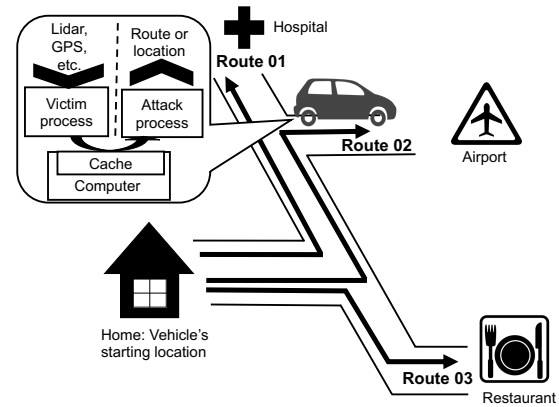 Lidar,
GPS,
etc.
Route or
location
Victim
process
Attack
process
Cache
Computer
Hospital
Route 01
Route 02
Airport
Home: Vehicle's
starting location
Route 03
Restaurant